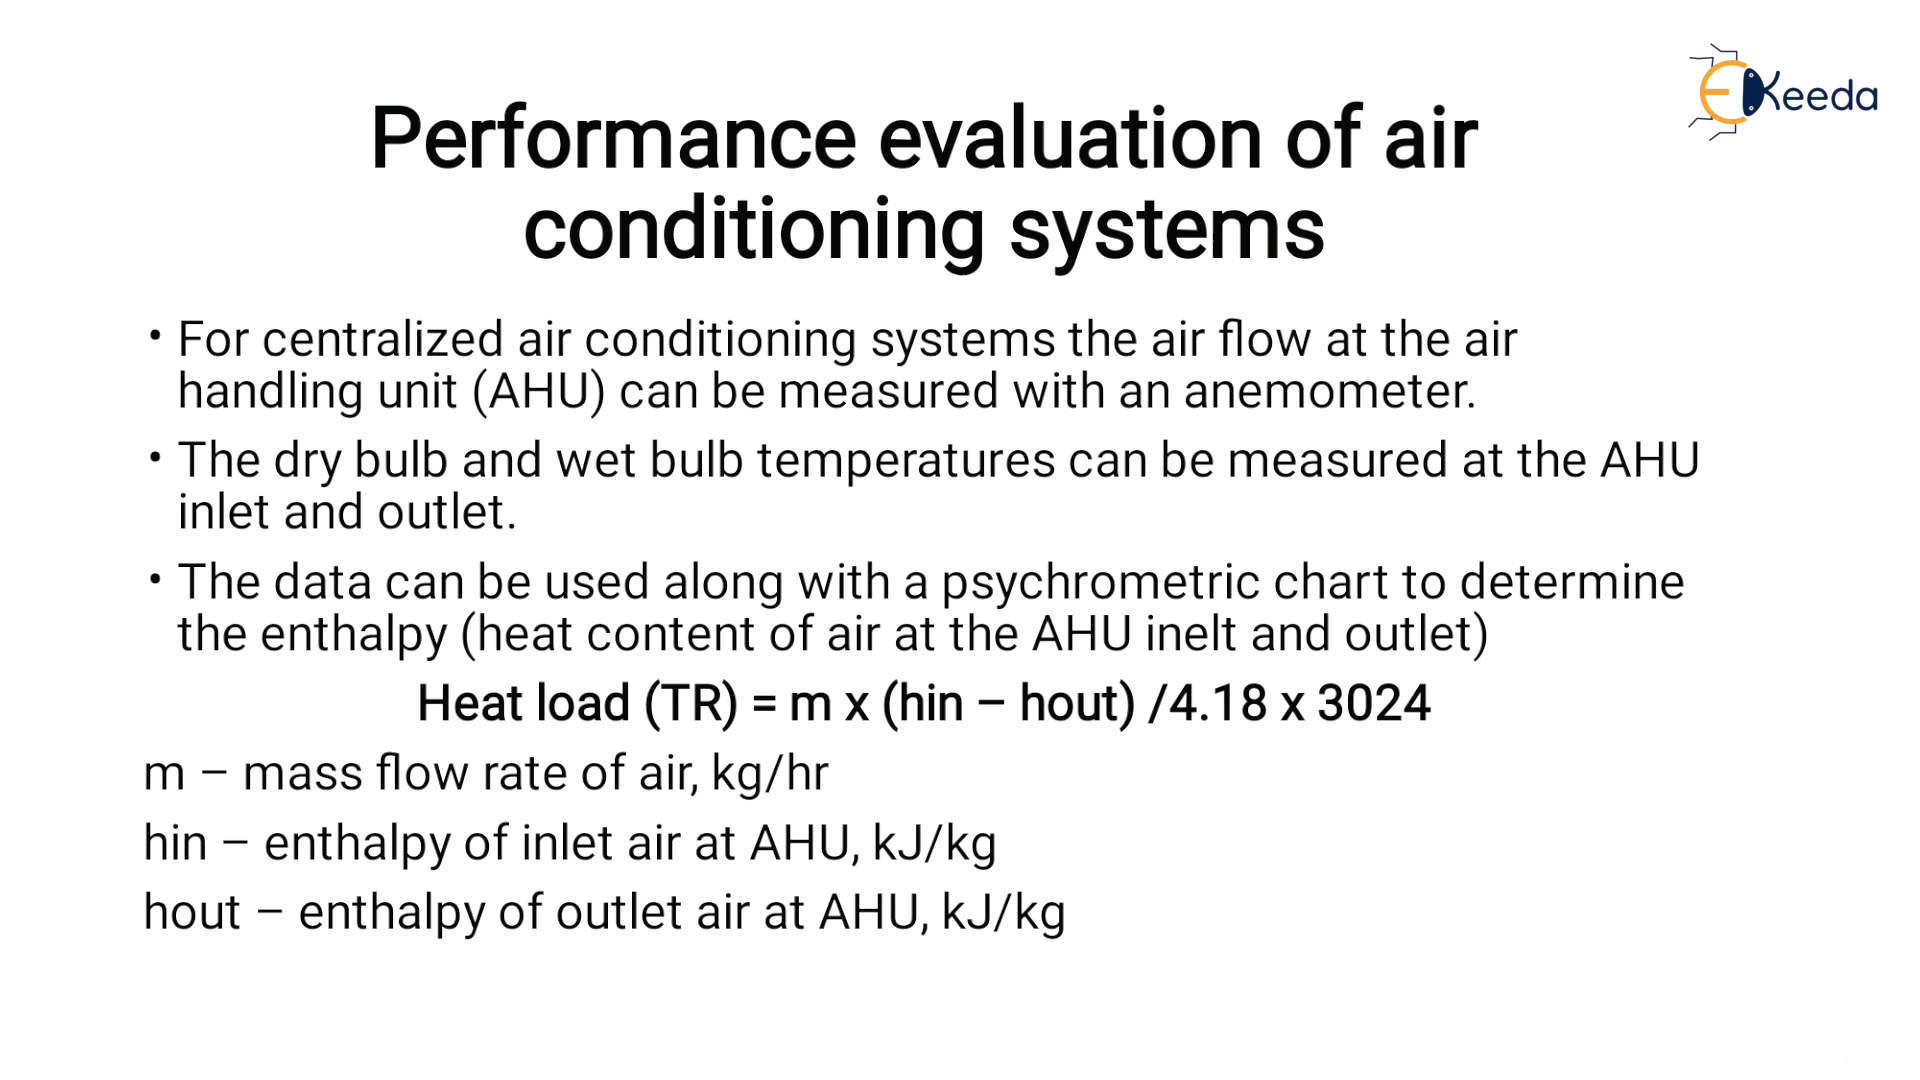 EKeeda
Performance evaluation of air
conditioning systems
• For centralized air conditioning systems the air flow at the air
handling unit (AHU) can be measured with an anemometer.
• The dry bulb and wet bulb temperatures can be measured at the AHU
inlet and outlet.
• The data can be used along with a psychrometric chart to determine
the enthalpy (heat content of air at the AHU inelt and outlet)
Heat load (TR) = m x (hin – hout) /4.18 x 3024
m – mass flow rate of air, kg/hr
hin – enthalpy of inlet air at AHU, kJ/kg
hout – enthalpy of outlet air at AHU, kJ/kg